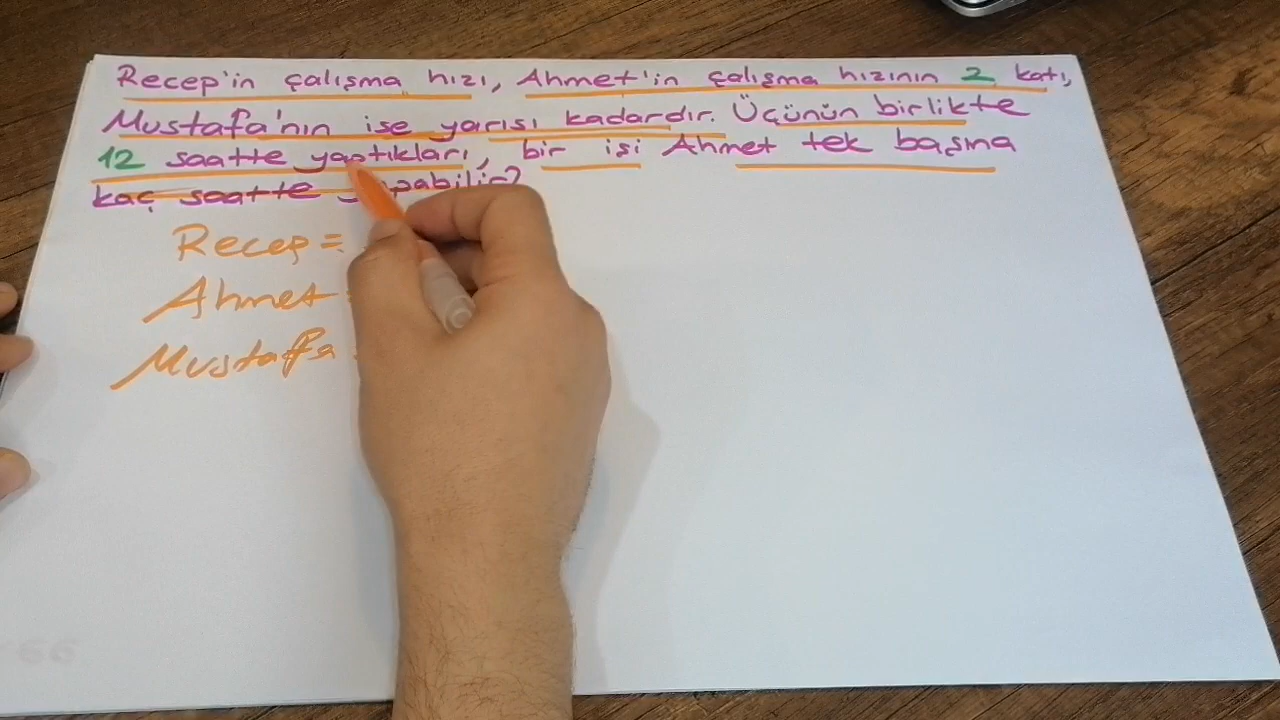 Recep'in çalışma hızı, Ahmet'in çalışma hızının 2 katı,
Mustafa'nın ise yarısı kadardır. Üçünün birlikte
12 saatte yaptıkları, bir işi Ahmet tek başına
kaç saatte yapabilir?
Recep =
Ahmet
Mustafa